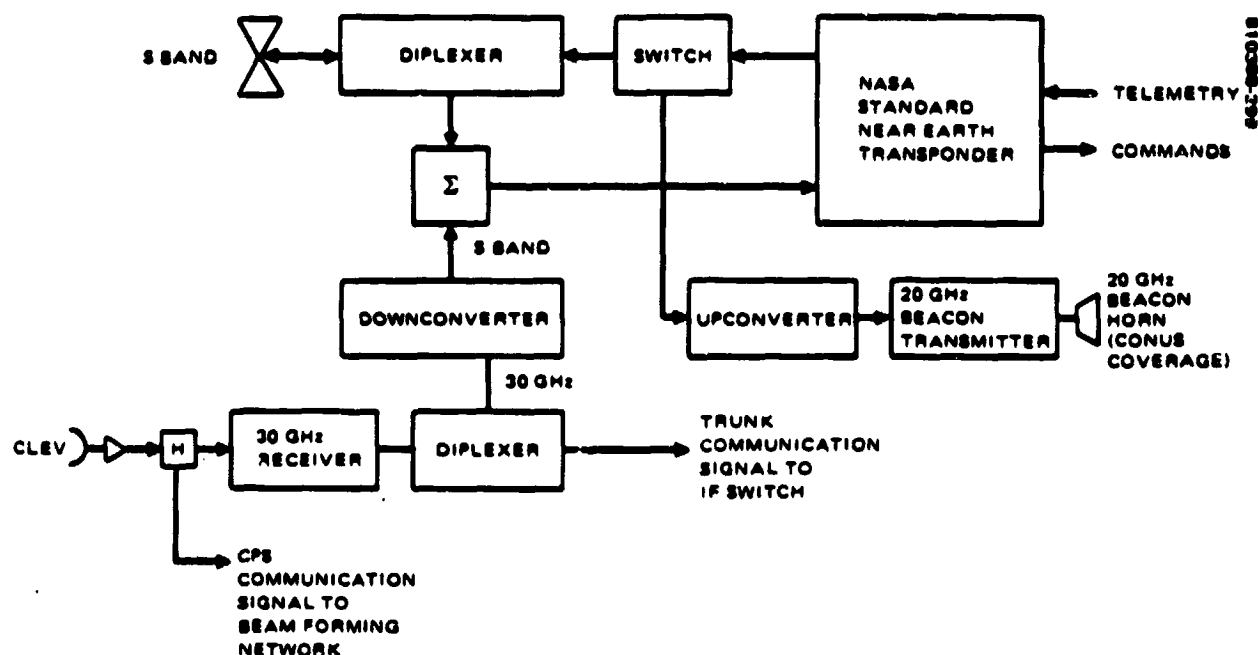 S BAND
DIPLEXER
SWITCH
NASA
STANDARD
NEAR EARTH
TRANSPONDER
TELEMETRY
COMMANDS
Σ
S BAND
DOWNCONVERTER
UPCONVERTER
20 GHz
BEACON
TRANSMITTER
20 GHz
BEACON
HORN
(CONUS
COVERAGE)
30 GHz
CLEV
H
30 GHz
RECEIVER
DIPLEXER
TRUNK
COMMUNICATION
SIGNAL TO
IF SWITCH
CPS
COMMUNICATION
SIGNAL TO
BEAM FORMING
NETWORK